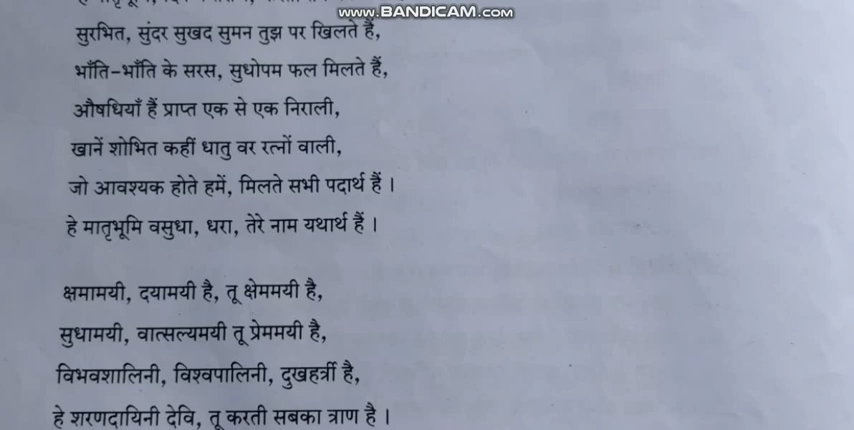 www.BANDICAM.com
सुरभित, सुंदर सुखद सुमन तुझ पर खिलते हैं,
भाँति-भाँति के सरस, सुधोपम फल मिलते हैं,
औषधियाँ हैं प्राप्त एक से एक निराली,
खानें शोभित कहीं धातु वर रत्नों वाली,
जो आवश्यक होते हमें, मिलते सभी पदार्थ हैं ।
हे मातृभूमि वसुधा, धरा, तेरे नाम यथार्थ हैं ।
क्षमामयी, दयामयी है, तू क्षेममयी है,
सुधामयी, वात्सल्यमयी तू प्रेममयी है,
विभवशालिनी, विश्वपालिनी, दुखहर्त्री है,
हे शरणदायिनी देवि, तू करती सबका त्राण है ।